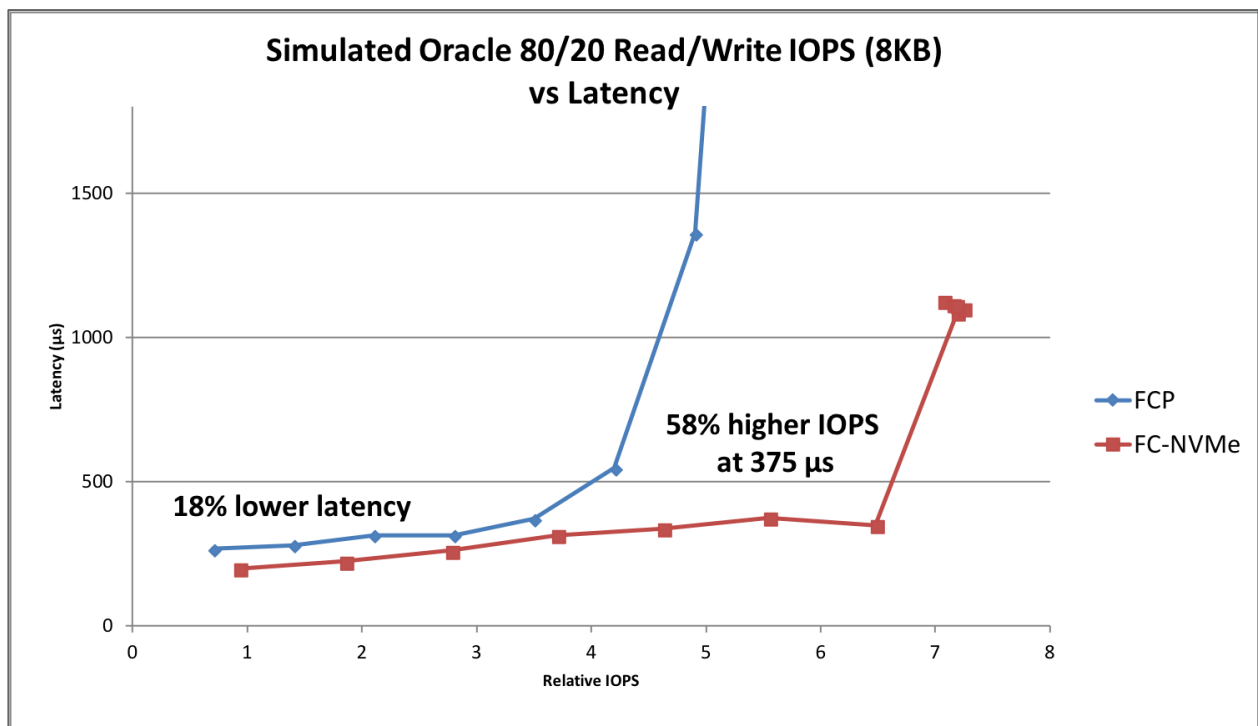 Simulated Oracle 80/20 Read/Write IOPS (8KB)
vs Latency
1500
1000
500
0
Latency (µs)
58% higher IOPS
at 375 µs
18% lower latency
FCP
FC-NVMe
0 1 2 3 4 5 6 7 8
Relative IOPS